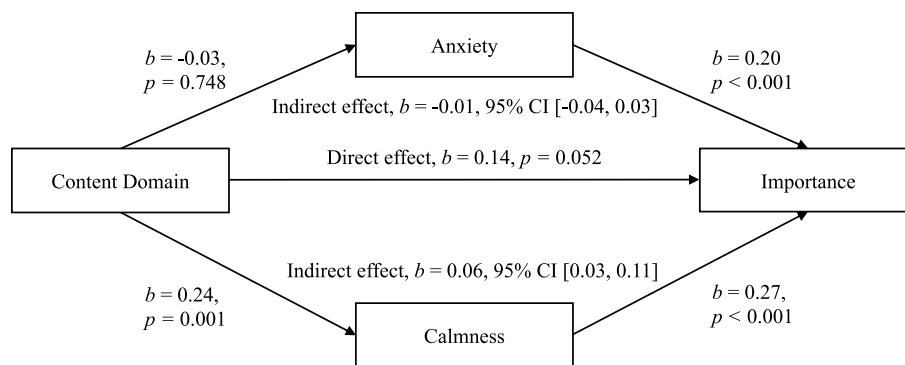 Anxiety
b = -0.03,
p = 0.748
b = 0.20
p < 0.001
Indirect effect, b = -0.01, 95% CI [-0.04, 0.03]
Direct effect, b = 0.14, p = 0.052
Content Domain
Importance
Indirect effect, b = 0.06, 95% CI [0.03, 0.11]
b = 0.24,
p = 0.001
b = 0.27,
p < 0.001
Calmness